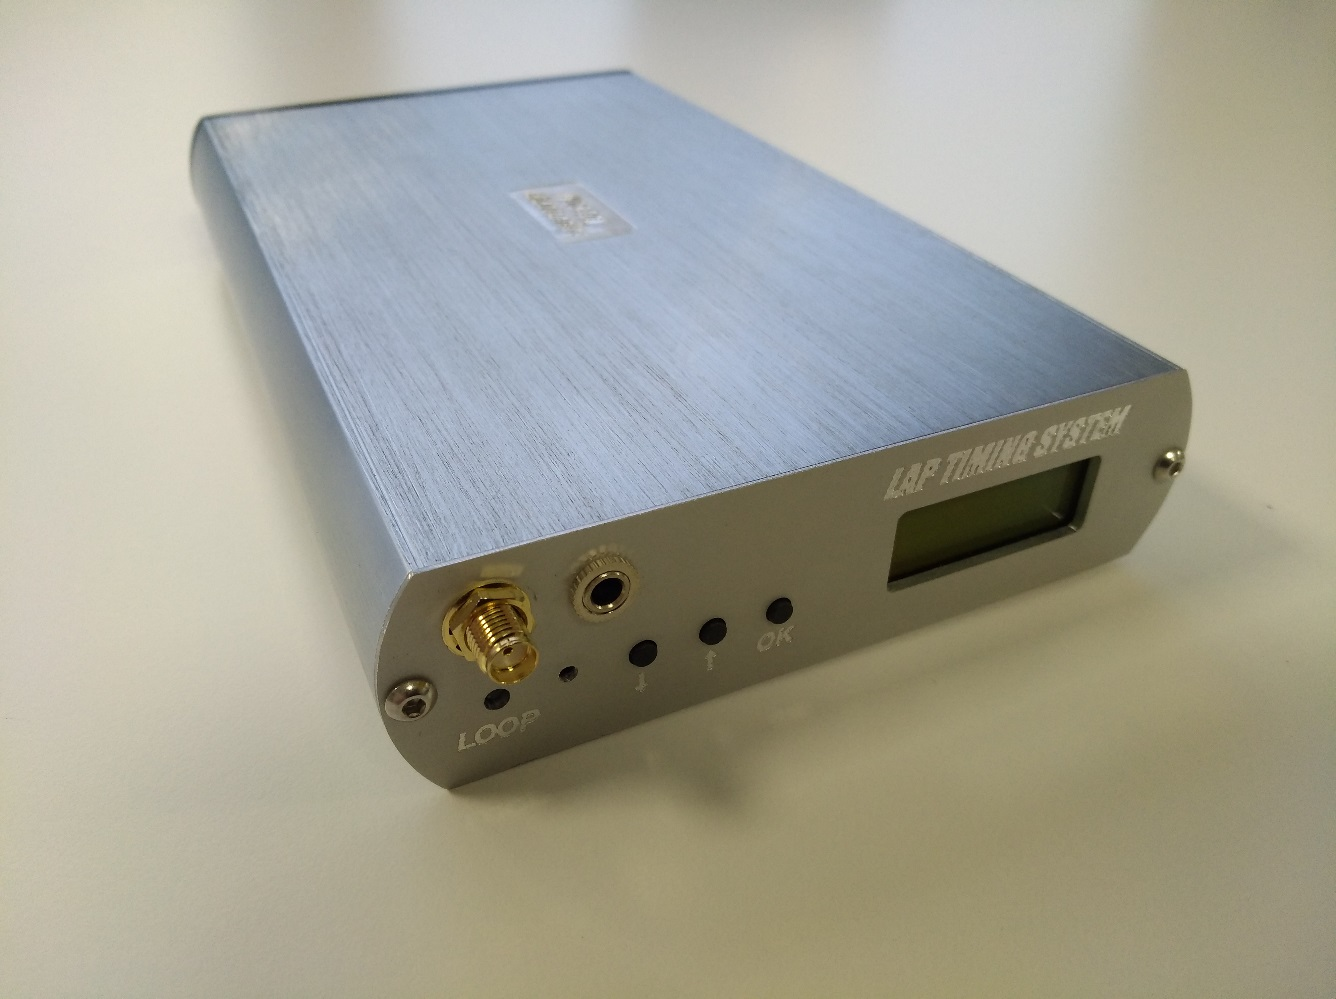 LAP TIMING SYSTEM
↓
↑
OK
LOOP